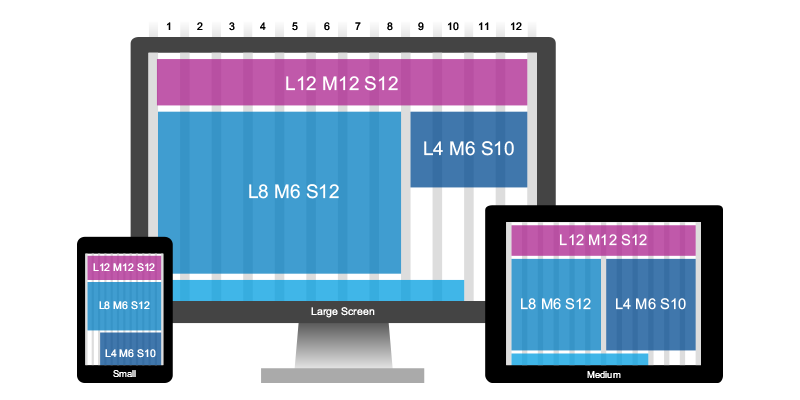 1 2 3 4 5 6 7 8 9 10 11 12
L12 M12 S12
L8 M6 S12
L4 M6 S10
Large Screen
L12 M12 S12
L8 M6 S12
L4 M6 S10
Small
L12 M12 S12
L8 M6 S12 L4 M6 S10
Medium